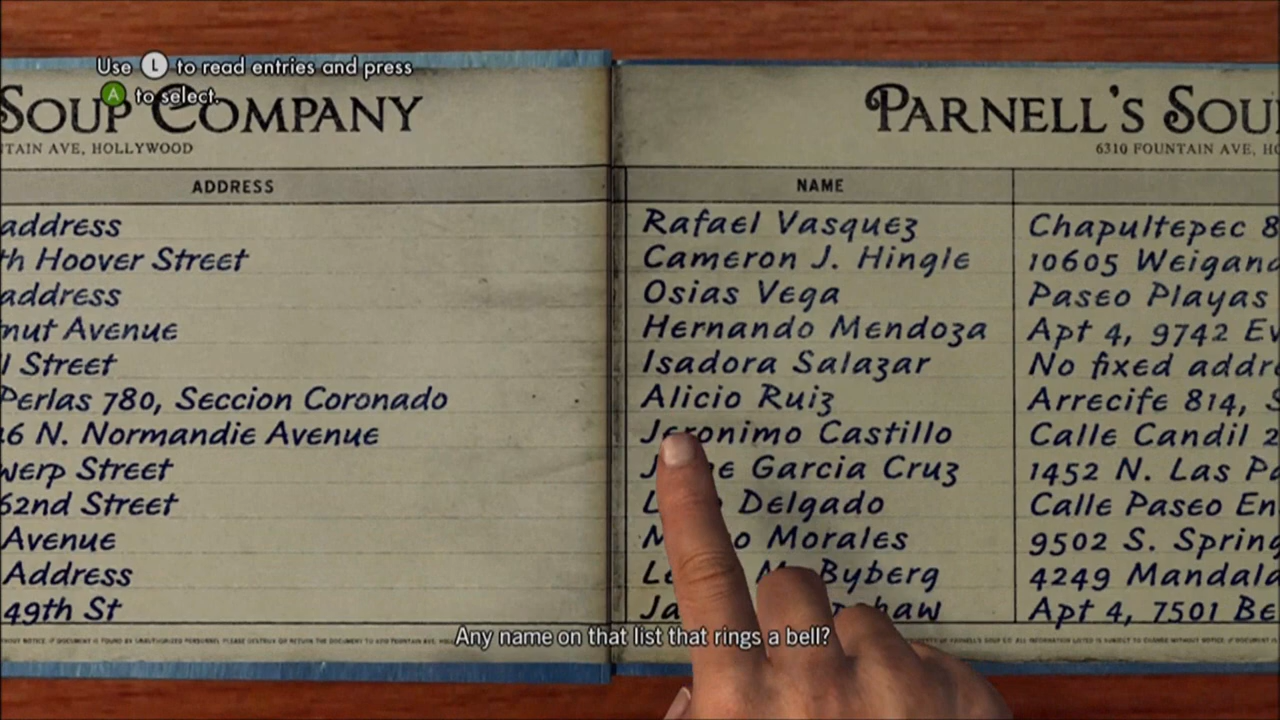 Use L to read entries and press
A to select.
SOUP COMPANY
TAIN AVE, HOLLYWOOD
ADDRESS
address
th Hoover Street
address
nut Avenue
l Street
Perlas 780, Seccion Coronado
6 N. Normandie Avenue
werp Street
62nd Street
Avenue
Address
49th St
PARNELL'S SOU
6310 FOUNTAIN AVE, HO
NAME
Rafael Vasquez Chapultepec 8
Cameron J. Hingle 10605 Weigand
Osias Vega Paseo Playas
Hernando Mendoza Apt 4, 9742 Ev
Isadora Salazar No fixed addre
Alicio Ruiz Arrecife 814, S
Jeronimo Castillo Calle Candil 2
Garcia Cruz 1452 N. Las Pa
Delgado Calle Paseo En
Morales 9502 S. Spring
M. Byberg 4249 Mandala
haw Apt 4, 7501 Be
Any name on that list that rings a bell?